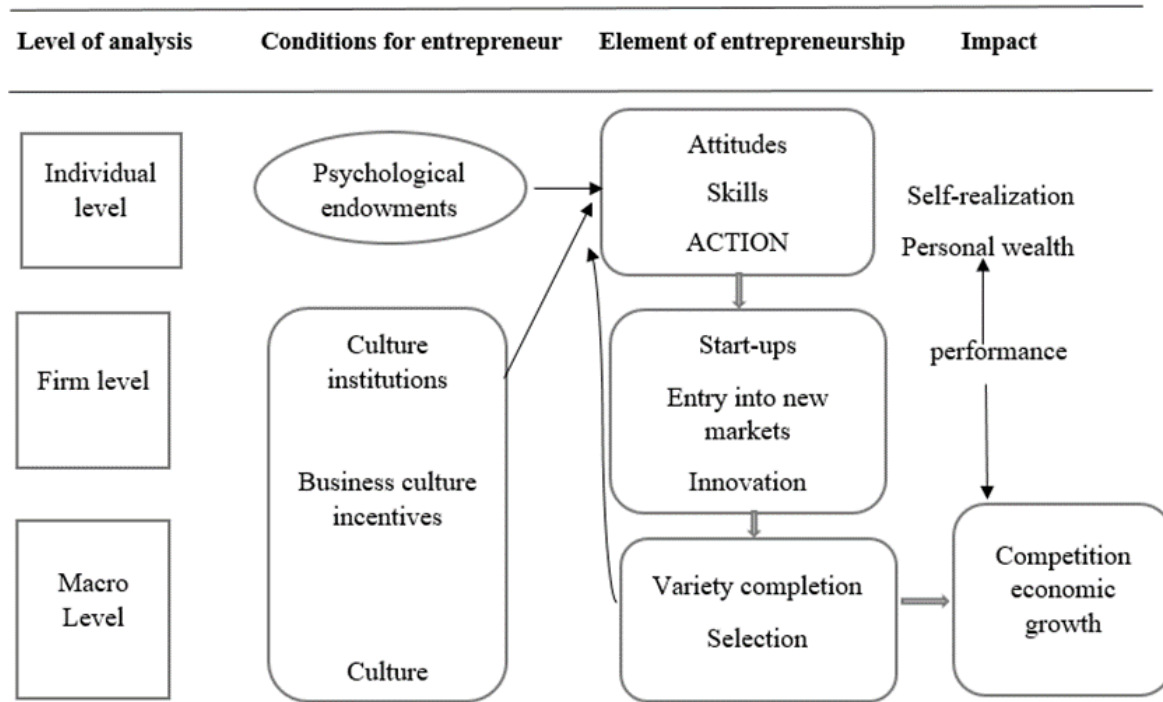 Level of analysis
Conditions for entrepreneur
Element of entrepreneurship
Impact
Individual
level
Psychological
endowments
Attitudes
Skills
ACTION
Self-realization
Personal wealth
Firm level
Culture
institutions
Business culture
incentives
Culture
Start-ups
Entry into new
markets
Innovation
performance
Macro
Level
Variety completion
Selection
Competition
economic
growth